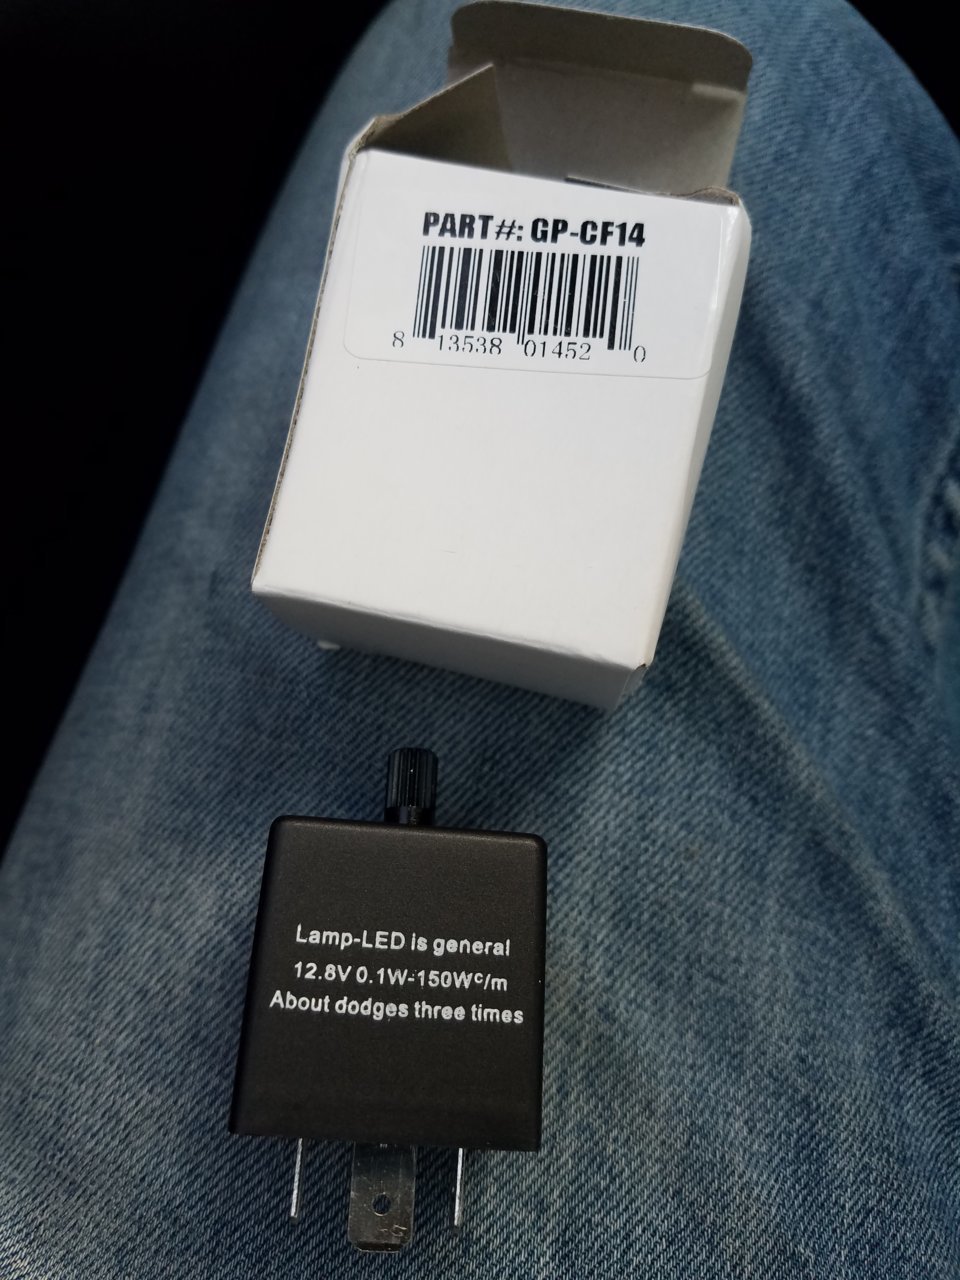 PART#: GP-CF14
8 13538 01452 0
Lamp-LED is general
12.8V 0.1W-150Wᶜ/m
About dodges three times